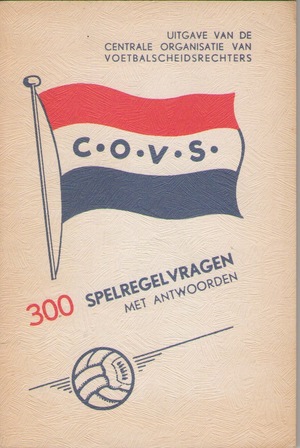 UITGAVE VAN DE
CENTRALE ORGANISATIE VAN
VOETBALSCHEIDSRECHTERS
C·O·V·S·
300 SPELREGELVRAGEN
MET ANTWOORDEN